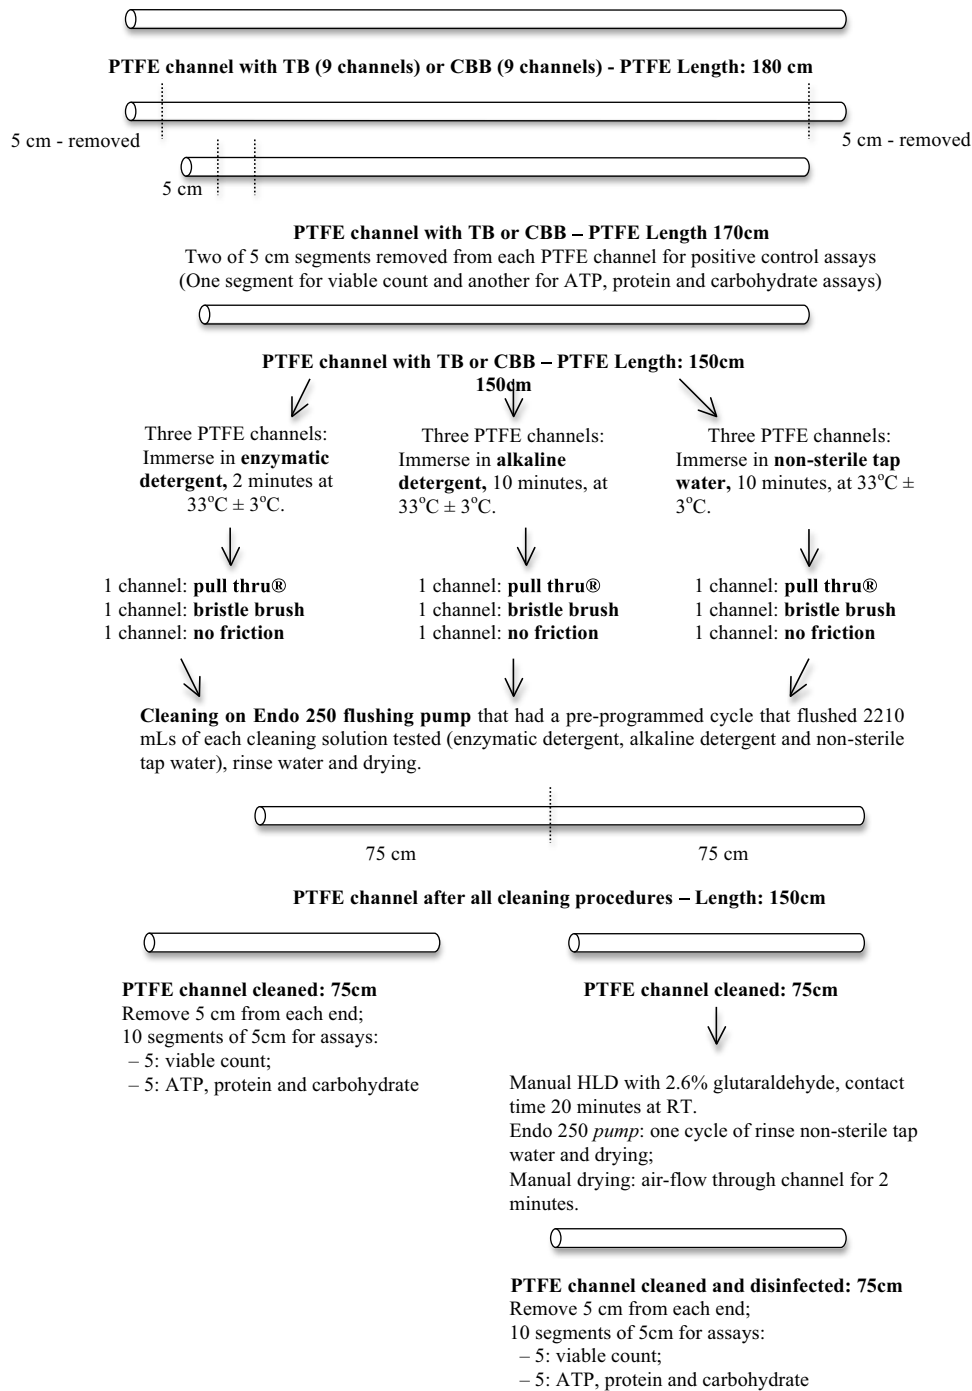 PTFE channel with TB (9 channels) or CBB (9 channels) - PTFE Length: 180 cm
5 cm - removed
5 cm - removed
5 cm
PTFE channel with TB or CBB – PTFE Length 170cm
Two of 5 cm segments removed from each PTFE channel for positive control assays
(One segment for viable count and another for ATP, protein and carbohydrate assays)
PTFE channel with TB or CBB – PTFE Length: 150cm
150cm
Three PTFE channels:
Immerse in enzymatic
detergent, 2 minutes at
33°C ± 3°C.
Three PTFE channels:
Immerse in alkaline
detergent, 10 minutes, at
33°C ± 3°C.
Three PTFE channels:
Immerse in non-sterile tap
water, 10 minutes, at 33°C ±
3°C.
1 channel: pull thru®
1 channel: bristle brush
1 channel: no friction
1 channel: pull thru®
1 channel: bristle brush
1 channel: no friction
1 channel: pull thru®
1 channel: bristle brush
1 channel: no friction
Cleaning on Endo 250 flushing pump that had a pre-programmed cycle that flushed 2210
mLs of each cleaning solution tested (enzymatic detergent, alkaline detergent and non-sterile
tap water), rinse water and drying.
75 cm
75 cm
PTFE channel after all cleaning procedures – Length: 150cm
PTFE channel cleaned: 75cm
Remove 5 cm from each end;
10 segments of 5cm for assays:
– 5: viable count;
– 5: ATP, protein and carbohydrate
PTFE channel cleaned: 75cm
Manual HLD with 2.6% glutaraldehyde, contact
time 20 minutes at RT.
Endo 250 pump: one cycle of rinse non-sterile tap
water and drying;
Manual drying: air-flow through channel for 2
minutes.
PTFE channel cleaned and disinfected: 75cm
Remove 5 cm from each end;
10 segments of 5cm for assays:
– 5: viable count;
– 5: ATP, protein and carbohydrate